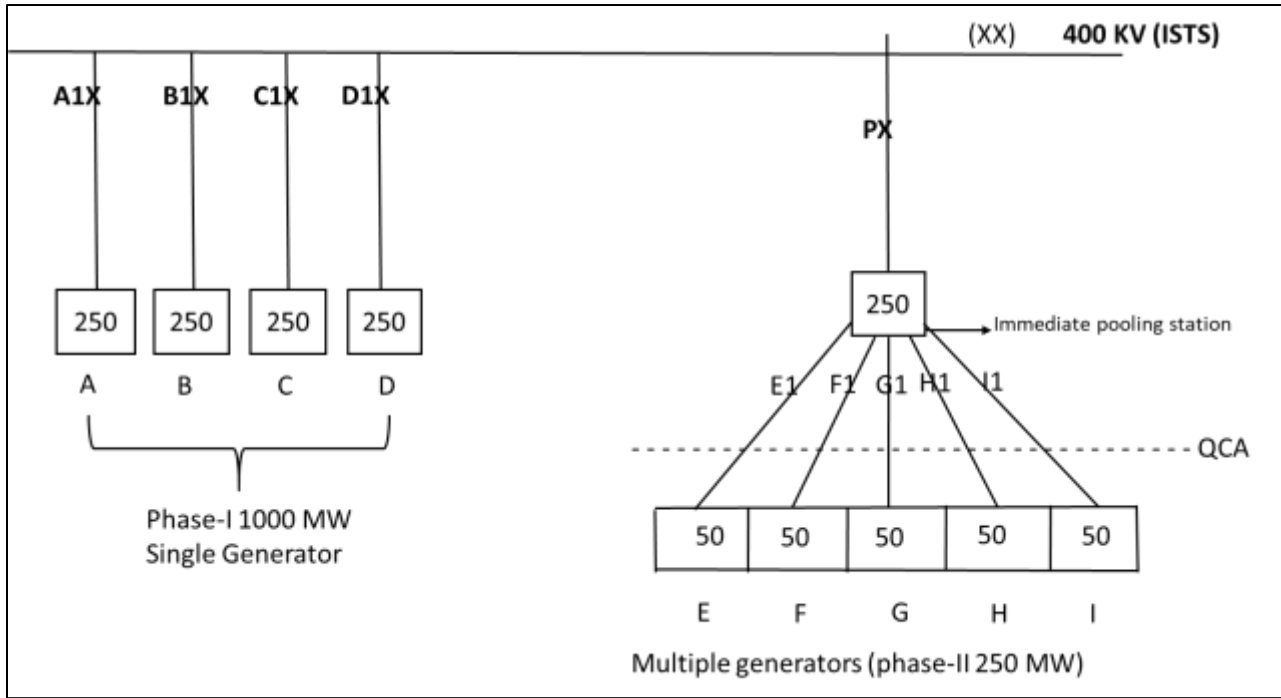 (XX) 400 KV (ISTS)
A1X B1X C1X D1X
PX
250 250 250 250
250
Immediate pooling station
A B C D
E1 F1 G1 H1 I1
QCA
Phase-I 1000 MW
Single Generator
50 50 50 50 50
E F G H I
Multiple generators (phase-II 250 MW)